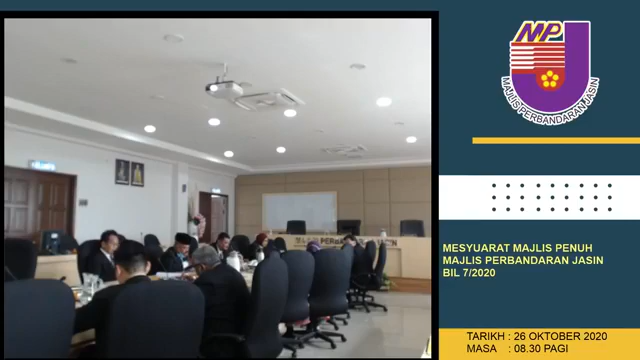 MPJ
MAJLIS PERBANDARAN JASIN
MESYUARAT MAJLIS PENUH
MAJLIS PERBANDARAN JASIN
BIL 7/2020
TARIKH : 26 OKTOBER 2020
MASA : 08.30 PAGI